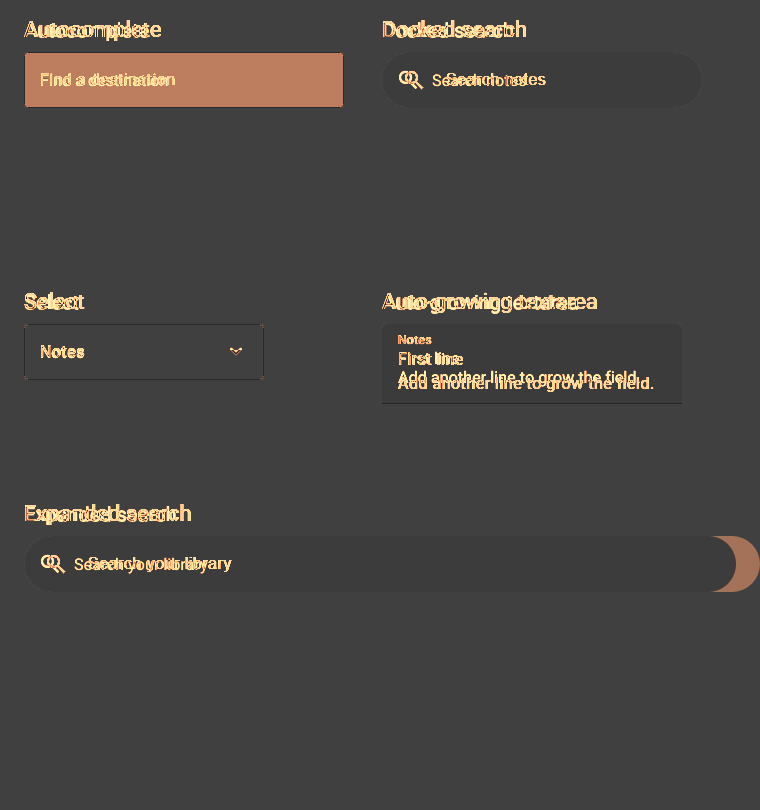 Autocomplete
Docked search
Find a destination
Search notes
Select
Auto-growing textarea
Notes
Notes
First line
Add another line to grow the field.
Expanded search
Search your library